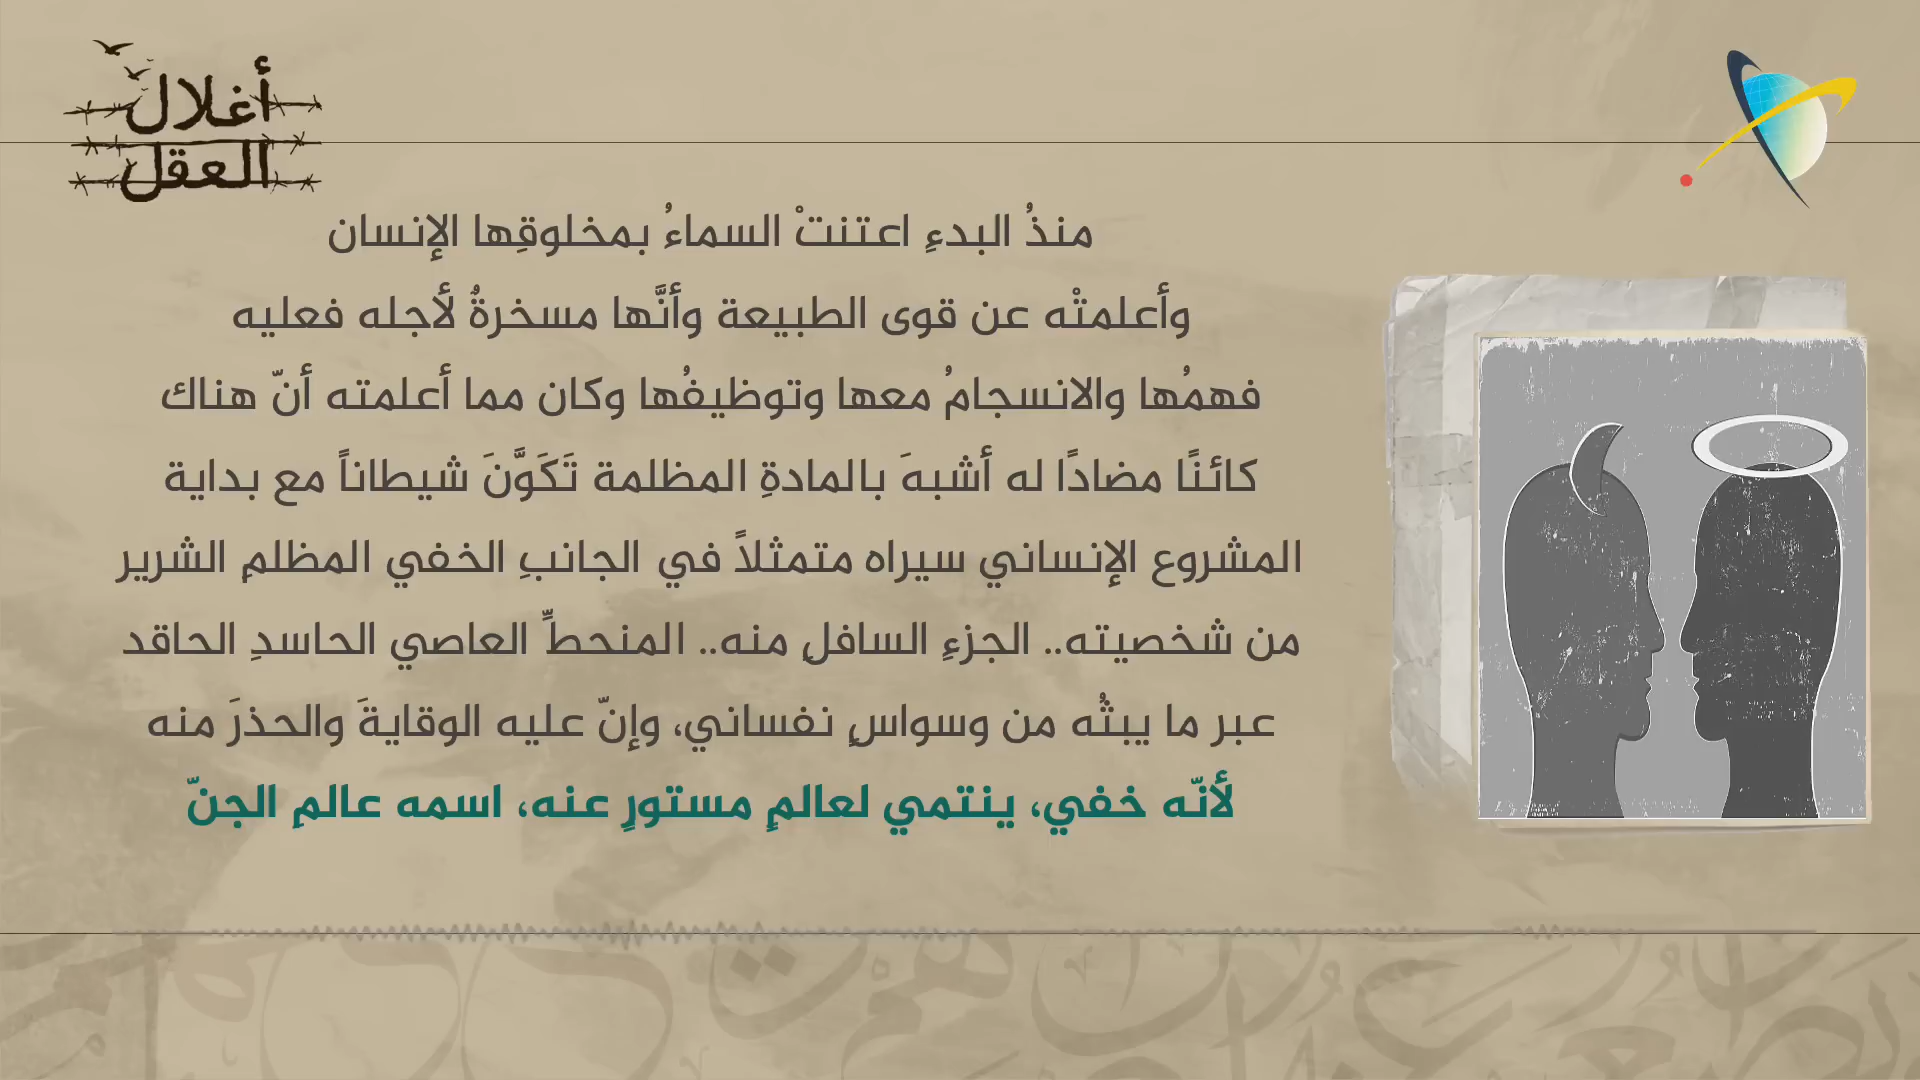 أغلال
العقل
منذُ البدءِ اعتنتْ السماءُ بمخلوقِها الإنسان
وأعلمتْه عن قوى الطبيعة وأنَّها مسخرةٌ لأجله فعليه
فهمُها والانسجامُ معها وتوظيفُها وكان مما أعلمته أنّ هناك
كائنًا مضادًا له أشبهَ بالمادةِ المظلمة تَكَوَّنَ شيطاناً مع بداية
المشروع الإنساني سيراه متمثلاً في الجانبِ الخفي المظلمِ الشرير
من شخصيته.. الجزءِ السافلِ منه.. المنحطِّ العاصي الحاسدِ الحاقد
عبر ما يبثُه من وسواسٍ نفساني، وإنّ عليه الوقايةَ والحذرَ منه
لأنّه خفي، ينتمي لعالمٍ مستورٍ عنه، اسمه عالمِ الجنّ